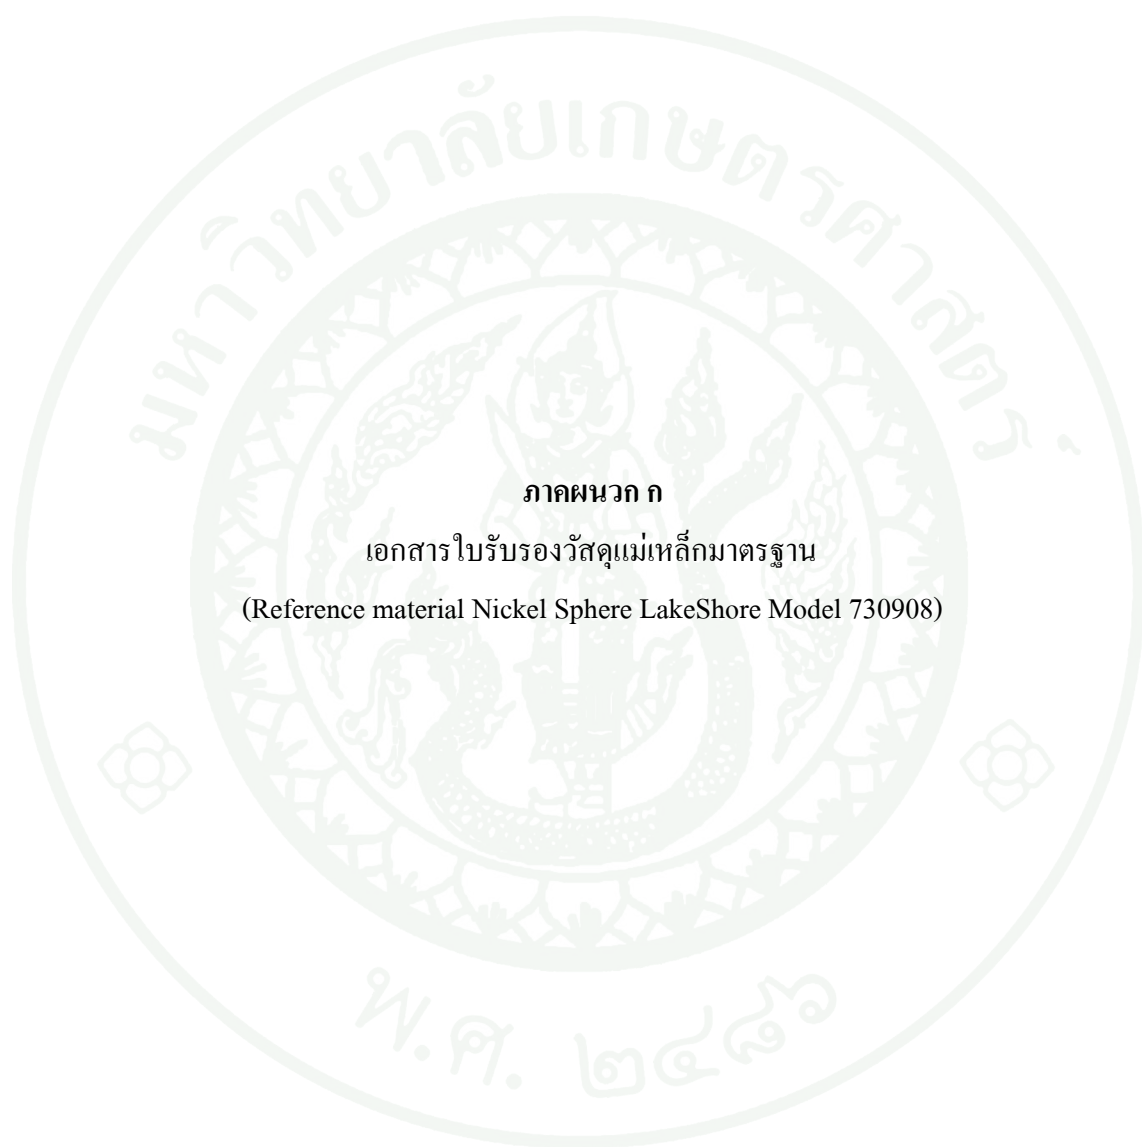 มหาวิทยาลัยเกษตรศาสตร์
ภาคผนวก ก
เอกสารใบรับรองวัสดุแม่เหล็กมาตรฐาน
(Reference material Nickel Sphere LakeShore Model 730908)
พ.ศ. ๒๔๘๖